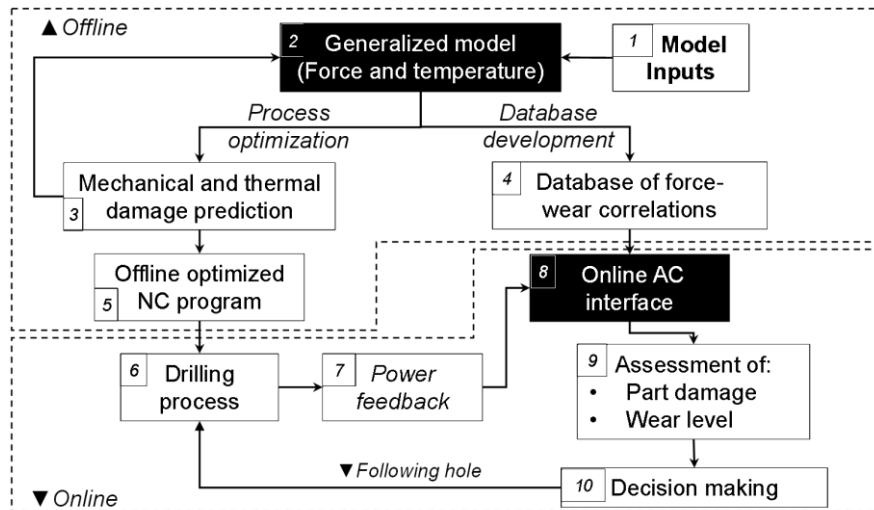 ▲ Offline
2
Generalized model
(Force and temperature)
1
Model
Inputs
Process
optimization
Database
development
Mechanical and thermal
damage prediction
3
4
Database of force-
wear correlations
Offline optimized
NC program
5
8
Online AC
interface
6
Drilling
process
7
Power
feedback
9
Assessment of:
• Part damage
• Wear level
▼ Following hole
10
Decision making
▼ Online